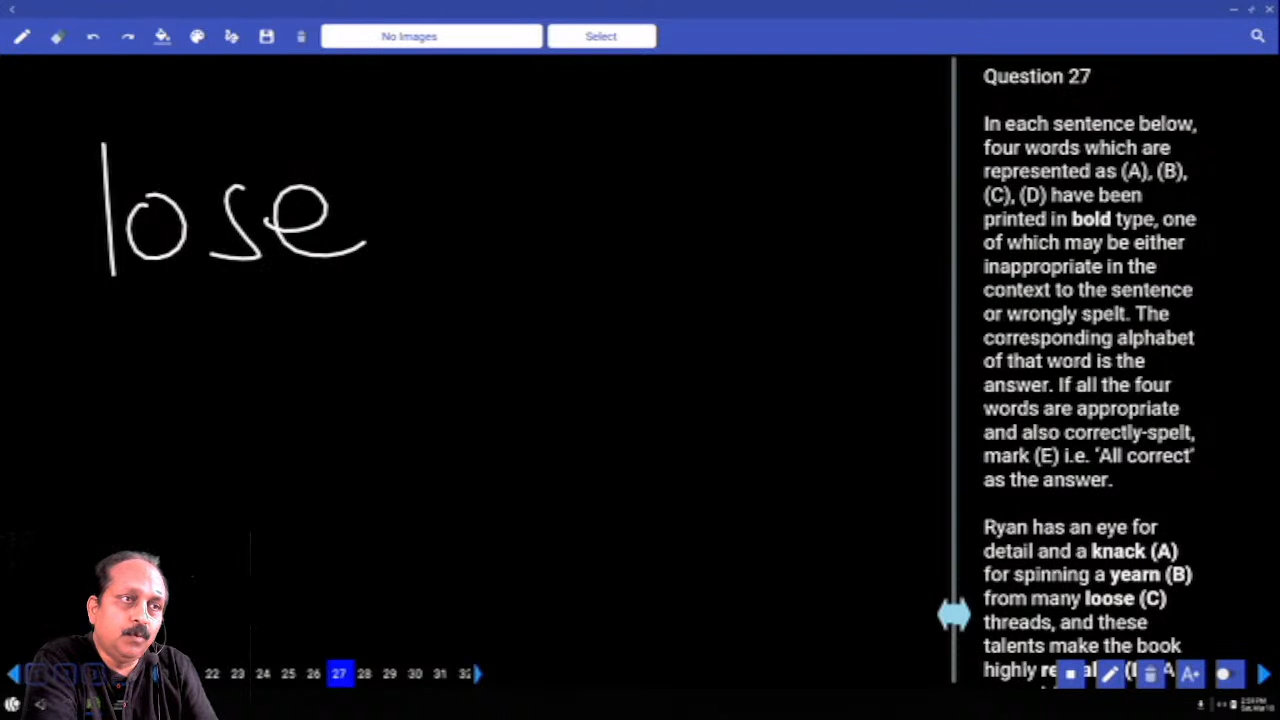 No Images
Select
lose
Question 27
In each sentence below,
four words which are
represented as (A), (B),
(C), (D) have been
printed in bold type, one
of which may be either
inappropriate in the
context to the sentence
or wrongly spelt. The
corresponding alphabet
of that word is the
answer. If all the four
words are appropriate
and also correctly-spelt,
mark (E) i.e. ‘All correct’
as the answer.
Ryan has an eye for
detail and a knack (A)
for spinning a yearn (B)
from many loose (C)
threads, and these
talents make the book
highly
22 23 24 25 26 27 28 29 30 31 32
A+